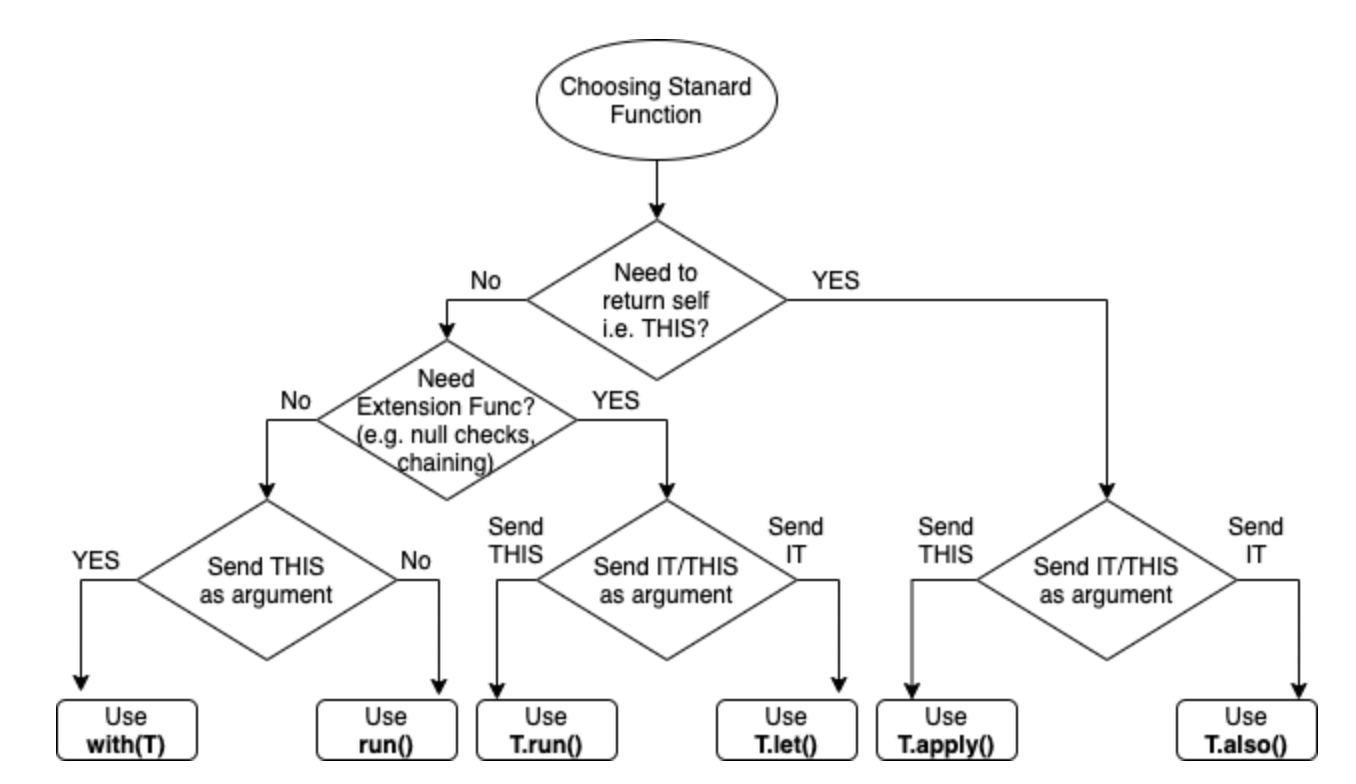 Choosing Stanard
Function
Need to
return self
i.e. THIS?
No
YES
Need
Extension Func?
(e.g. null checks,
chaining)
No
YES
Send THIS
as argument
YES
No
Send IT/THIS
as argument
Send
THIS
Send
IT
Send IT/THIS
as argument
Send
THIS
Send
IT
Use
with(T)
Use
run()
Use
T.run()
Use
T.let()
Use
T.apply()
Use
T.also()